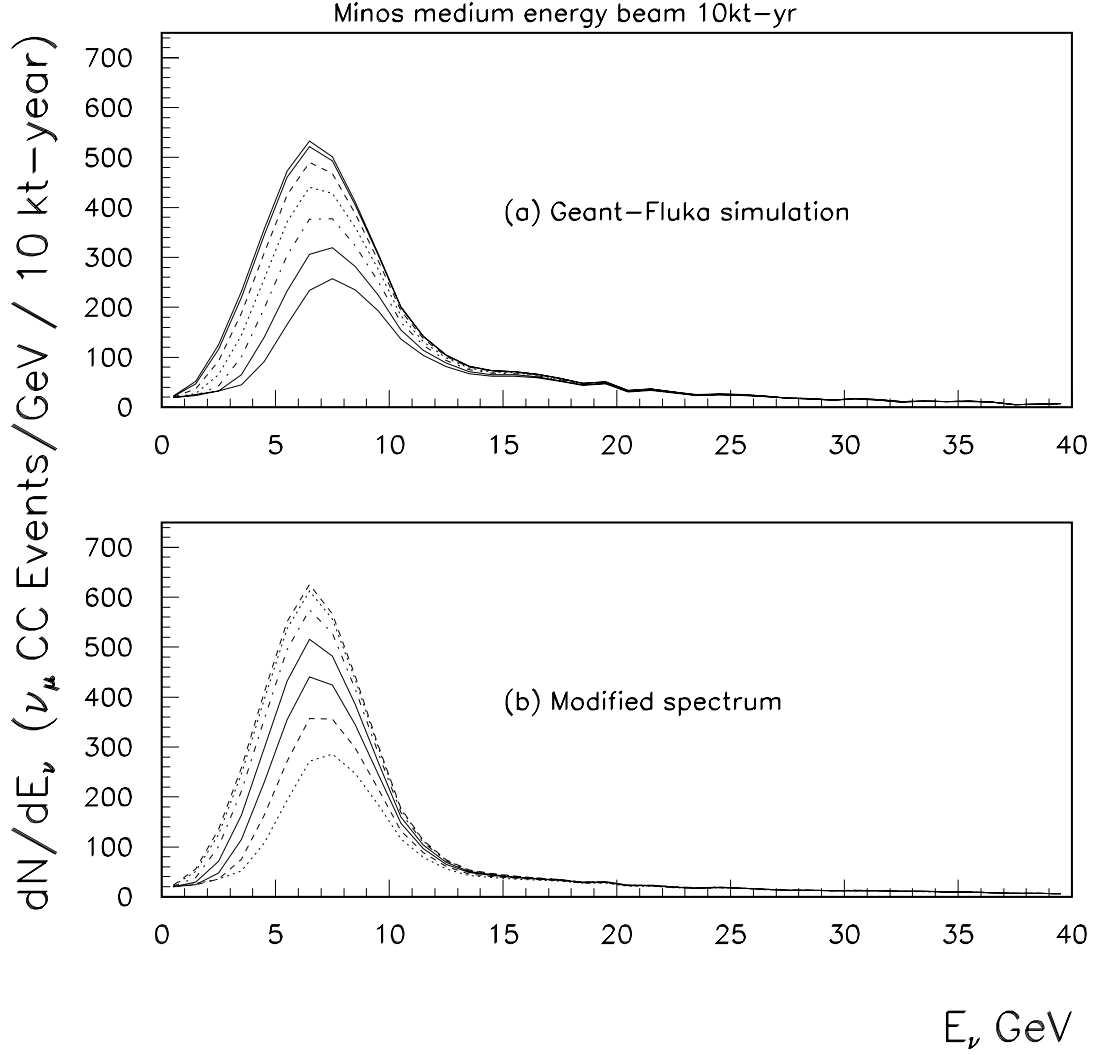 Minos medium energy beam 10kt−yr
dN/dEν (νμ CC Events/GeV / 10 kt−year)
700
600
500
400
300
200
100
0
(a) Geant−Fluka simulation
0 5 10 15 20 25 30 35 40
700
600
500
400
300
200
100
0
(b) Modified spectrum
0 5 10 15 20 25 30 35 40
Eν GeV